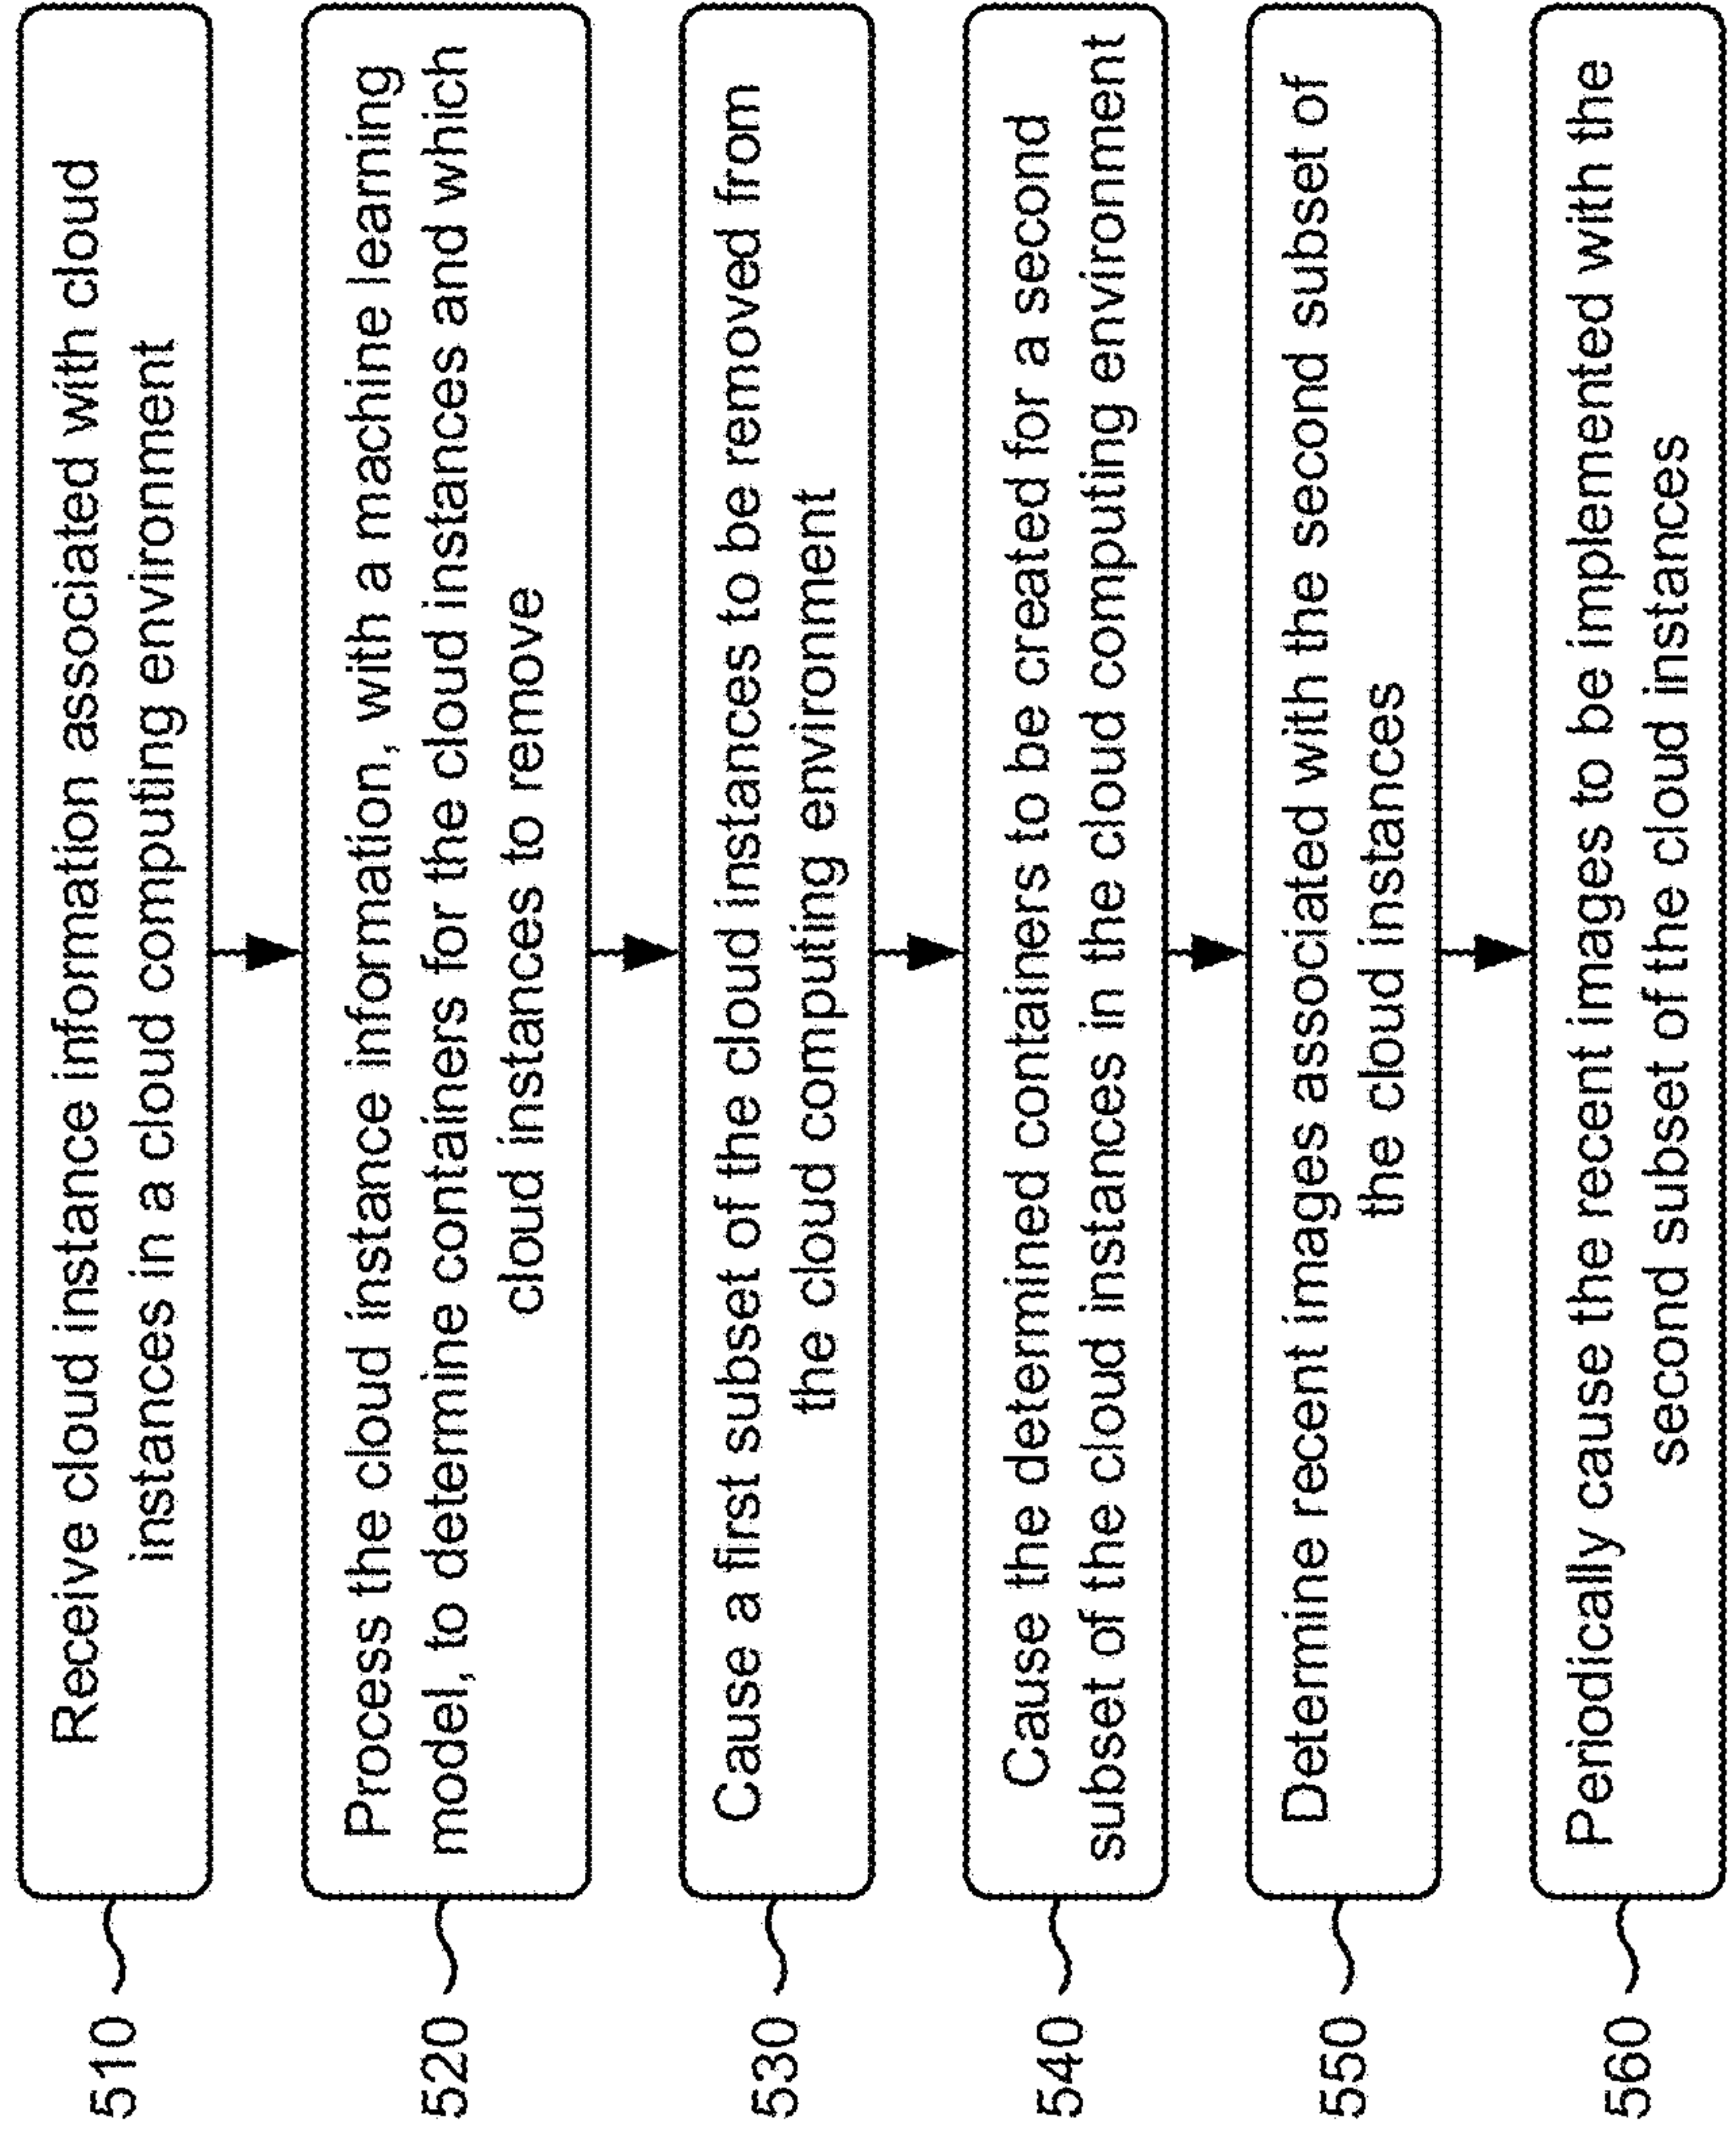 510
Receive cloud instance information associated with cloud
instances in a cloud computing environment
520
Process the cloud instance information, with a machine learning
model, to determine containers for the cloud instances and which
cloud instances to remove
530
Cause a first subset of the cloud instances to be removed from
the cloud computing environment
540
Cause the determined containers to be created for a second
subset of the cloud instances in the cloud computing environment
550
Determine recent images associated with the second subset of
the cloud instances
560
Periodically cause the recent images to be implemented with the
second subset of the cloud instances